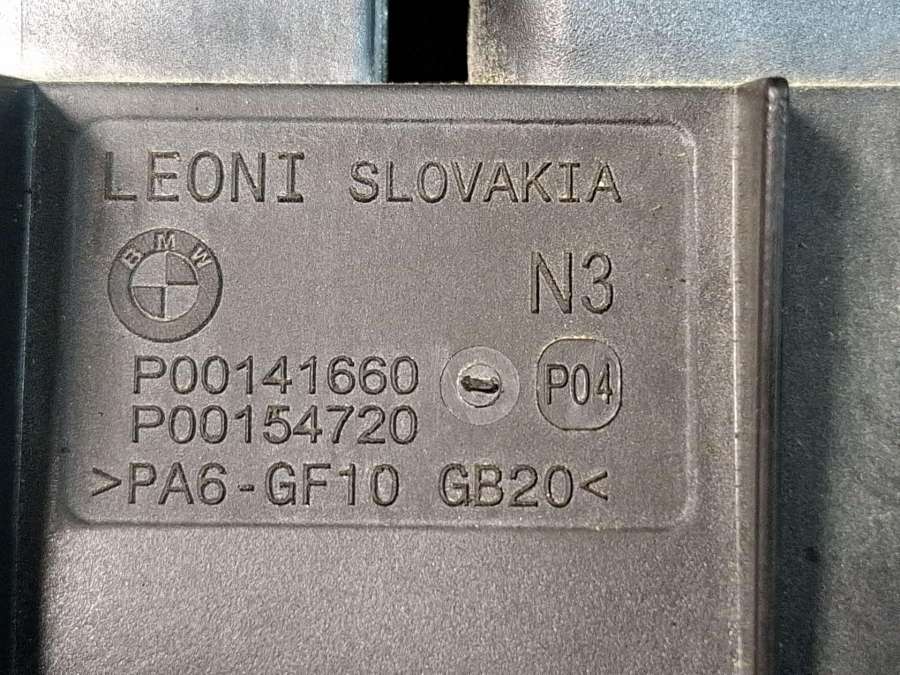 LEONI SLOVAKIA
BMW
N3
P00141660
P04
P00154720
>PA6-GF10 GB20<